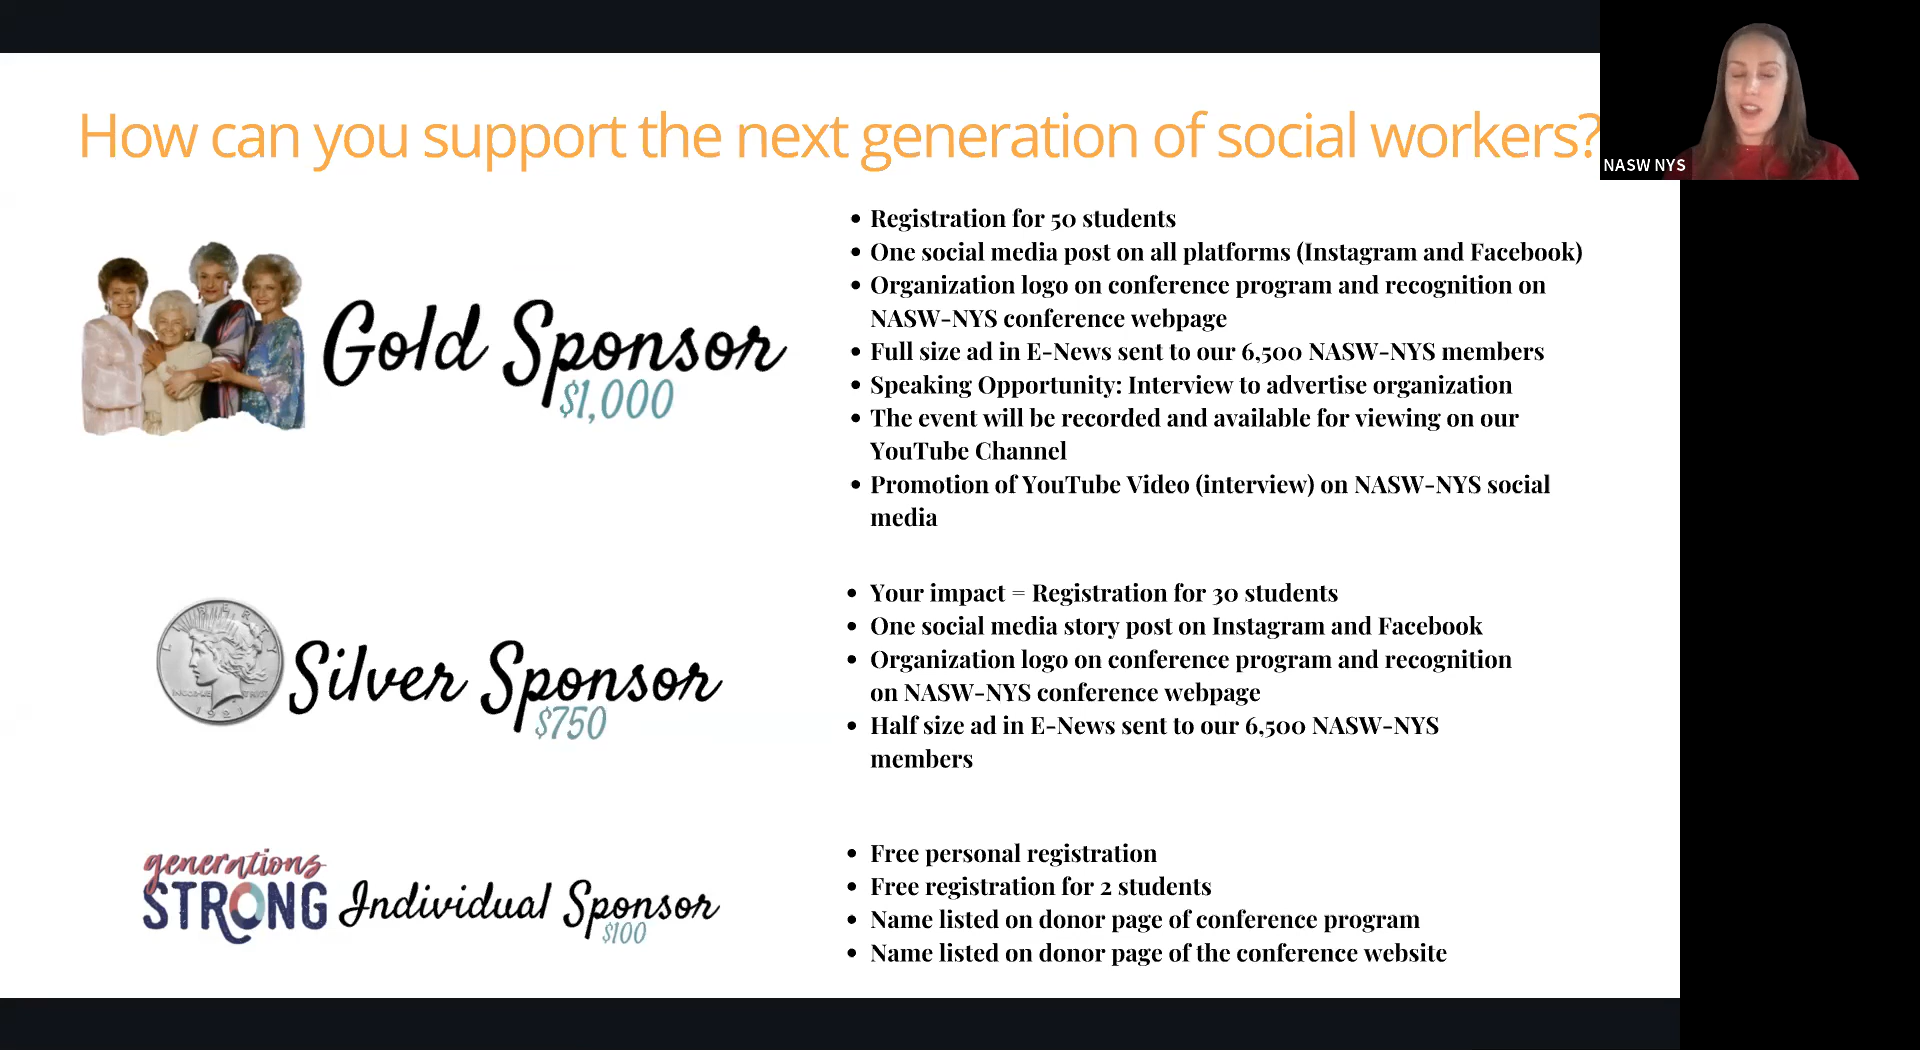 How can you support the next generation of social workers?
NASW NYS
Gold Sponsor
$1,000
• Registration for 50 students
• One social media post on all platforms (Instagram and Facebook)
• Organization logo on conference program and recognition on
NASW-NYS conference webpage
• Full size ad in E-News sent to our 6,500 NASW-NYS members
• Speaking Opportunity: Interview to advertise organization
• The event will be recorded and available for viewing on our
YouTube Channel
• Promotion of YouTube Video (interview) on NASW-NYS social
media
LIBERTY
1921
Silver Sponsor
$750
• Your impact = Registration for 30 students
• One social media story post on Instagram and Facebook
• Organization logo on conference program and recognition
on NASW-NYS conference webpage
• Half size ad in E-News sent to our 6,500 NASW-NYS
members
generations
STRONG
Individual Sponsor
$100
• Free personal registration
• Free registration for 2 students
• Name listed on donor page of conference program
• Name listed on donor page of the conference website